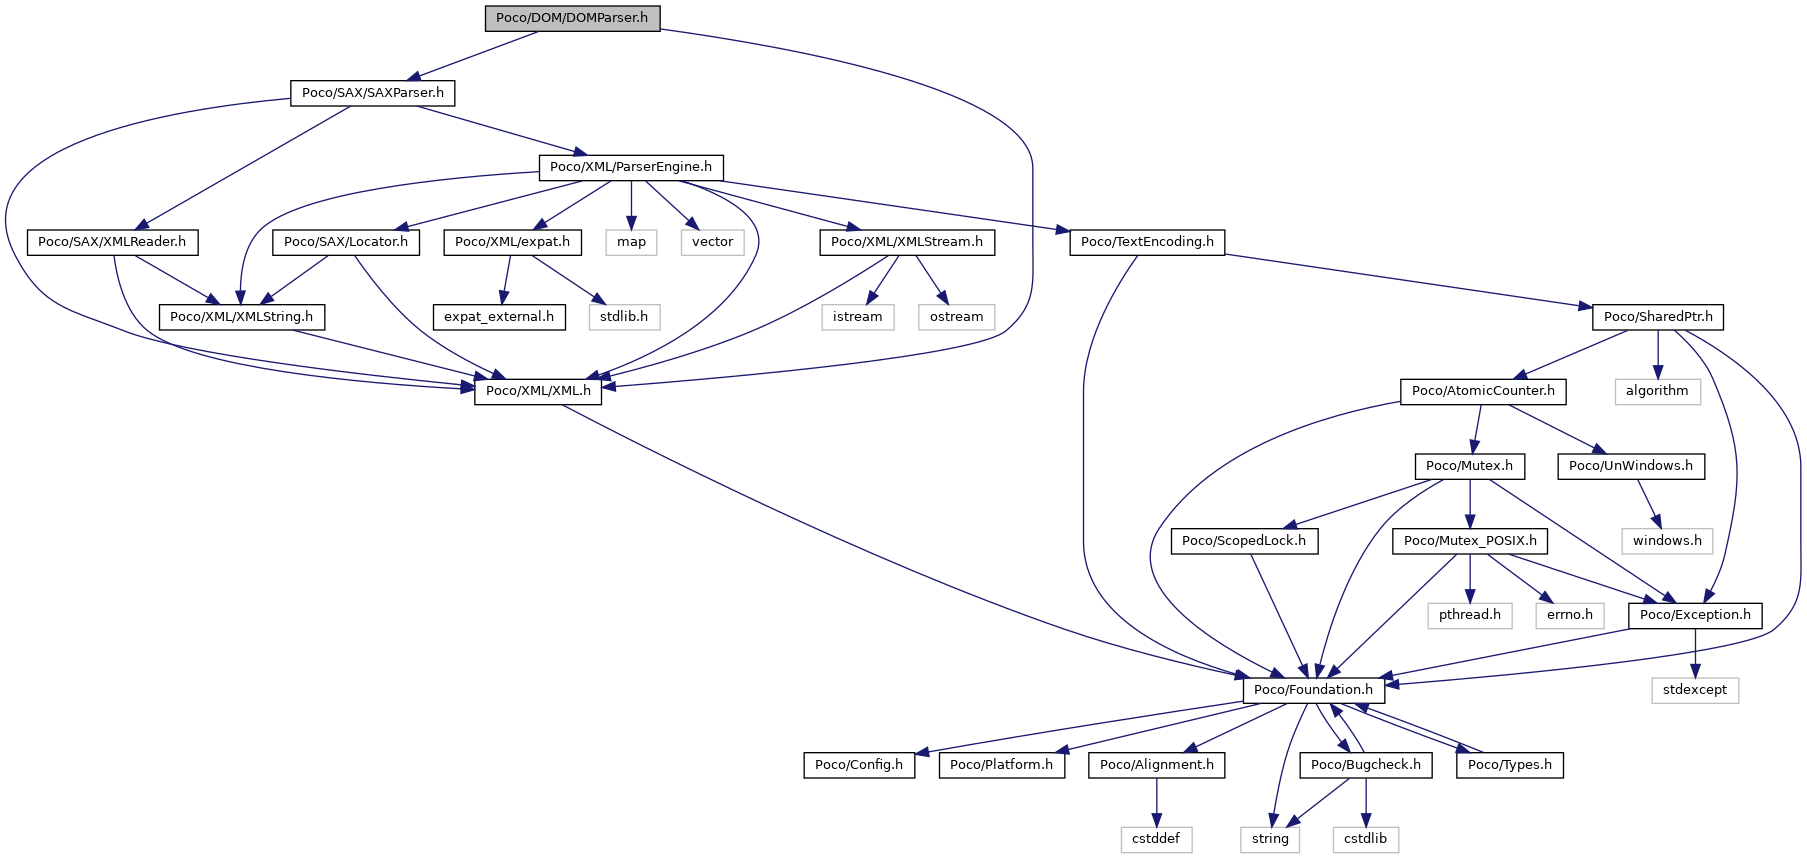 Poco/DOM/DOMParser.h
Poco/SAX/SAXParser.h
Poco/XML/ParserEngine.h
Poco/SAX/XMLReader.h
Poco/SAX/Locator.h
Poco/XML/expat.h
map
vector
Poco/XML/XMLStream.h
Poco/TextEncoding.h
Poco/XML/XMLString.h
expat_external.h
stdlib.h
istream
ostream
Poco/SharedPtr.h
Poco/XML/XML.h
Poco/AtomicCounter.h
algorithm
Poco/Mutex.h
Poco/UnWindows.h
Poco/ScopedLock.h
Poco/Mutex_POSIX.h
windows.h
pthread.h
errno.h
Poco/Exception.h
Poco/Foundation.h
stdexcept
Poco/Config.h
Poco/Platform.h
Poco/Alignment.h
Poco/Bugcheck.h
Poco/Types.h
cstddef
string
cstdlib